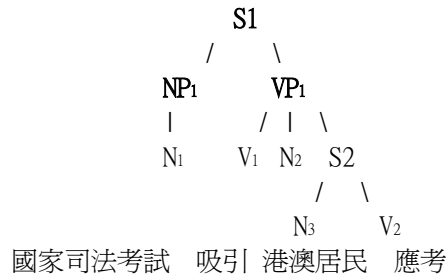 S1
/ \
NP₁ VP₁
| / | \
N₁ V₁ N₂ S2
/ \
N₃ V₂
國家司法考試 吸引 港澳居民 應考